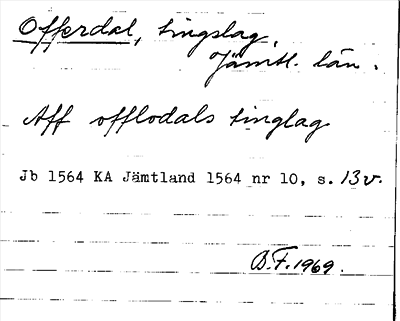 Offerdal, tingslag,
Jämtl. län.
Aff offlodals tinglag
Jb 1564 KA Jämtland 1564 nr 10, s. 13v.
B.F. 1969.